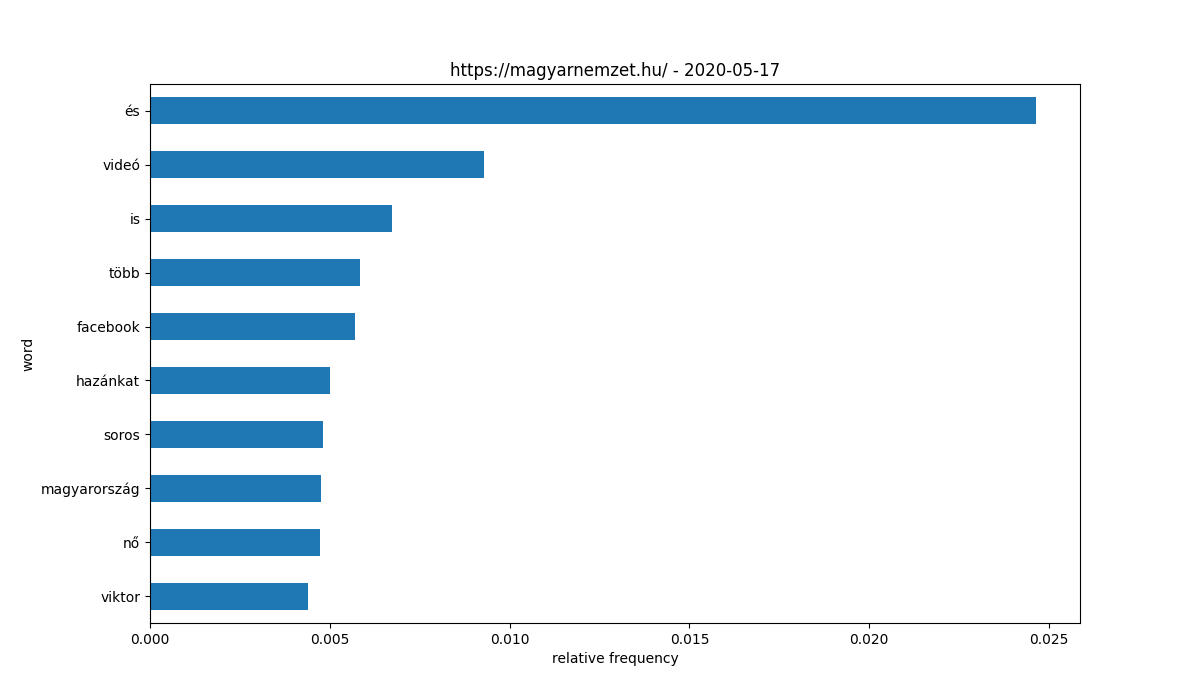 https://magyarnemzet.hu/ - 2020-05-17
és
videó
is
több
facebook
hazánkat
soros
magyarország
nő
viktor
word
0.000 0.005 0.010 0.015 0.020 0.025
relative frequency